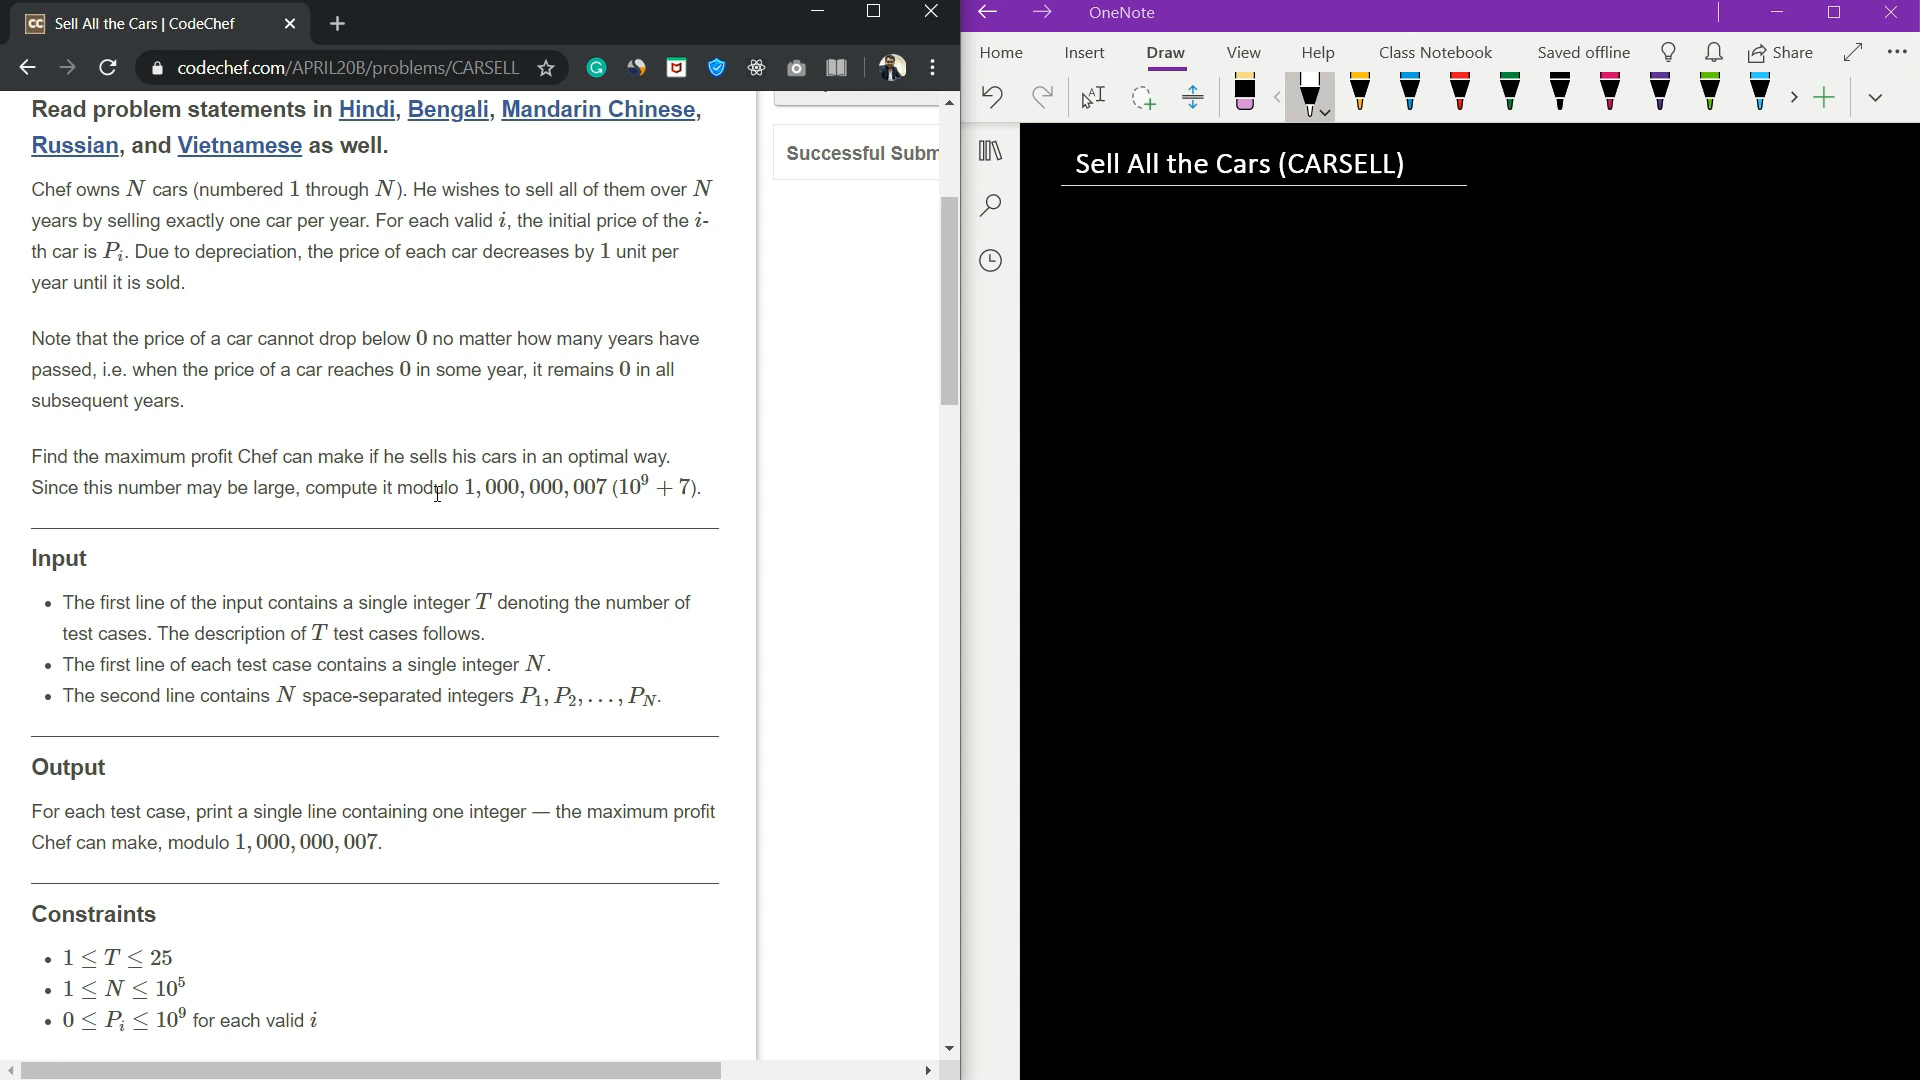 Sell All the Cars | CodeChef
codechef.com/APRIL20B/problems/CARSELL
Read problem statements in Hindi, Bengali, Mandarin Chinese,
Russian, and Vietnamese as well.
Chef owns N cars (numbered 1 through N). He wishes to sell all of them over N
years by selling exactly one car per year. For each valid i, the initial price of the i-
th car is Pᵢ. Due to depreciation, the price of each car decreases by 1 unit per
year until it is sold.
Note that the price of a car cannot drop below 0 no matter how many years have
passed, i.e. when the price of a car reaches 0 in some year, it remains 0 in all
subsequent years.
Find the maximum profit Chef can make if he sells his cars in an optimal way.
Since this number may be large, compute it modulo 1,000,000,007 (10⁹ + 7).
Input
• The first line of the input contains a single integer T denoting the number of
test cases. The description of T test cases follows.
• The first line of each test case contains a single integer N.
• The second line contains N space-separated integers P₁, P₂, ..., P_N.
Output
For each test case, print a single line containing one integer — the maximum profit
Chef can make, modulo 1,000,000,007.
Constraints
• 1 ≤ T ≤ 25
• 1 ≤ N ≤ 10⁵
• 0 ≤ Pᵢ ≤ 10⁹ for each valid i
Successful Subm
OneNote
Home Insert Draw View Help Class Notebook Saved offline Share
Sell All the Cars (CARSELL)